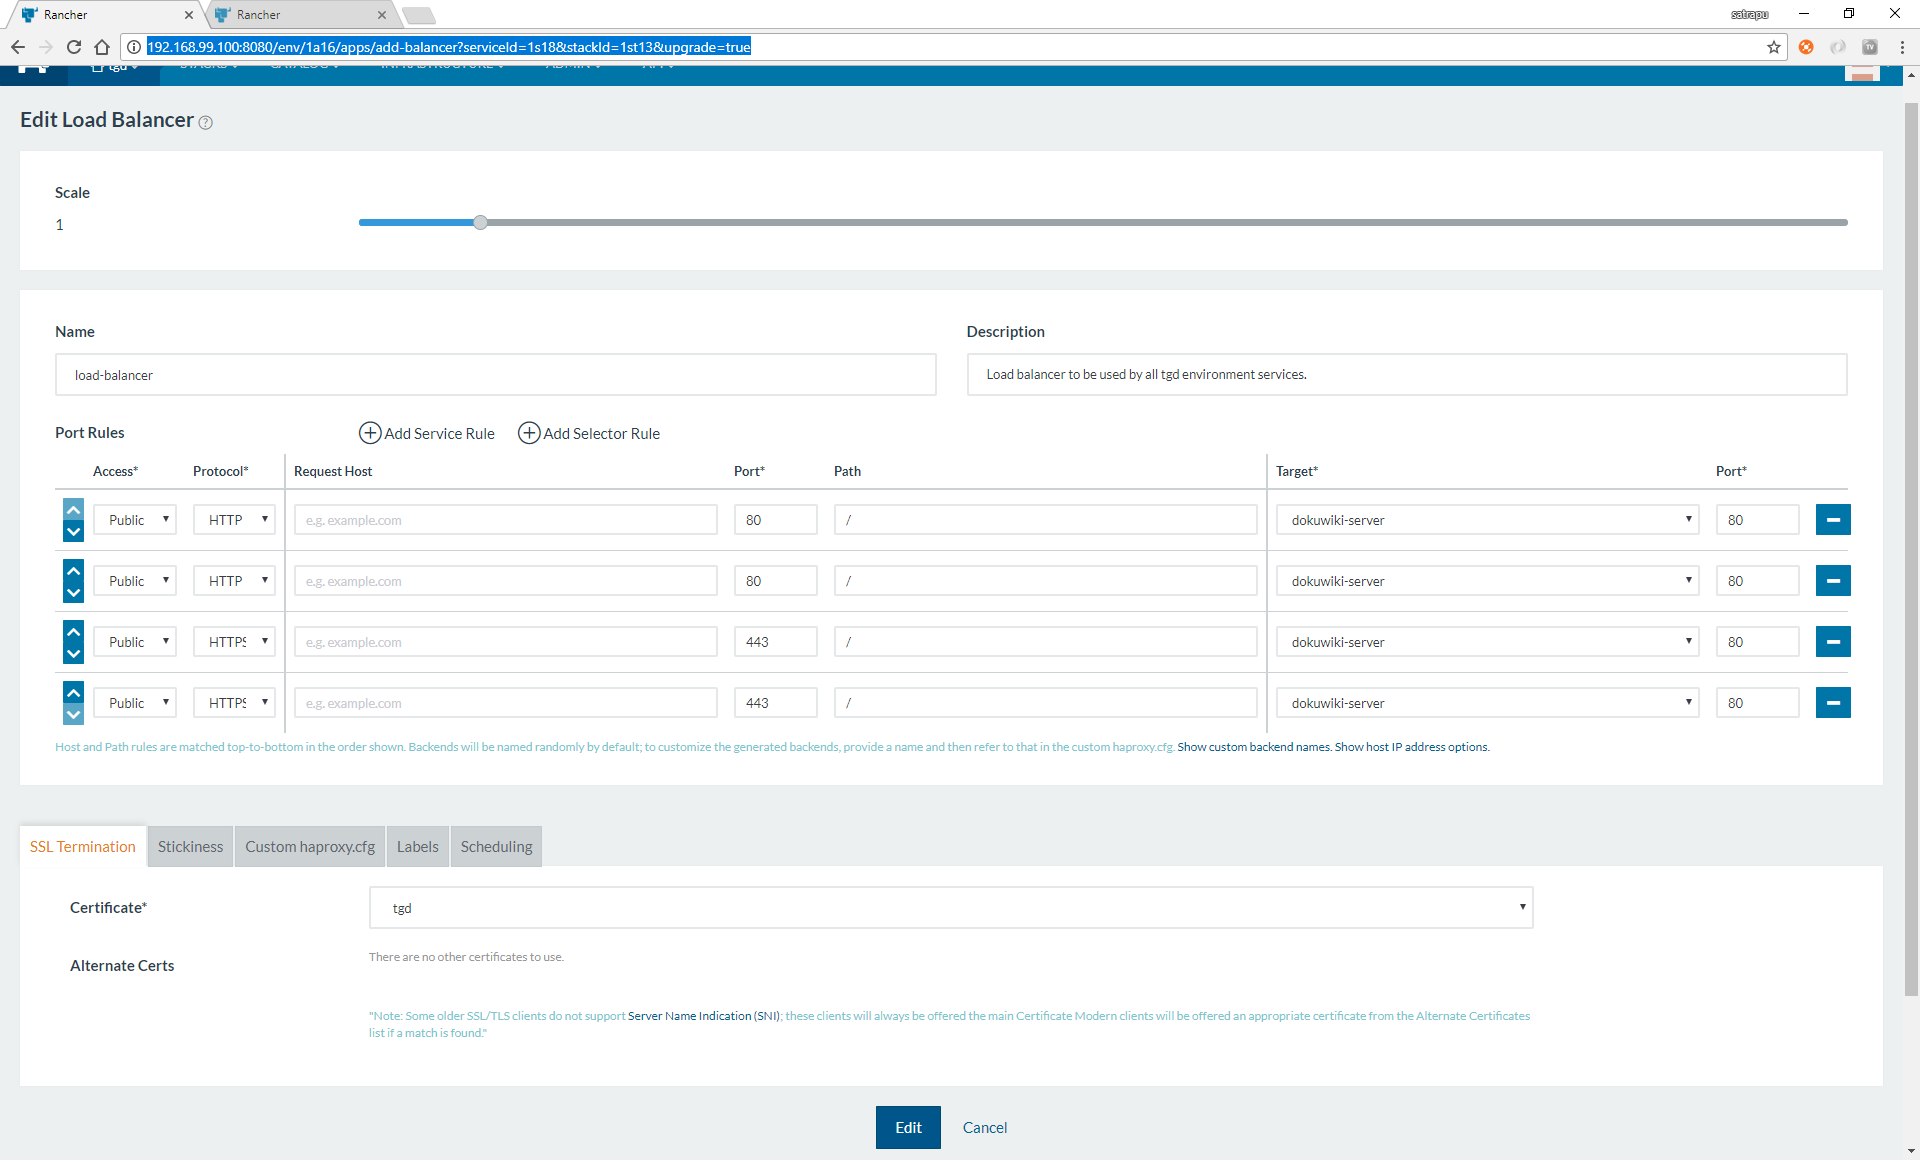 Rancher
Rancher
satrapu
192.168.99.100:8080/env/1a16/apps/add-balancer?serviceId=1s18&stackId=1st13&upgrade=true
tgd
Edit Load Balancer ?
Scale
1
Name
Description
load-balancer
Load balancer to be used by all tgd environment services.
Port Rules
Add Service Rule
Add Selector Rule
Access* Protocol* Request Host Port* Path Target* Port*
Public HTTP e.g. example.com 80 / dokuwiki-server 80
Public HTTP e.g. example.com 80 / dokuwiki-server 80
Public HTTPS e.g. example.com 443 / dokuwiki-server 80
Public HTTPS e.g. example.com 443 / dokuwiki-server 80
Host and Path rules are matched top-to-bottom in the order shown. Backends will be named randomly by default; to customize the generated backends, provide a name and then refer to that in the custom haproxy.cfg. Show custom backend names. Show host IP address options.
SSL Termination Stickiness Custom haproxy.cfg Labels Scheduling
Certificate*
tgd
Alternate Certs
There are no other certificates to use.
"Note: Some older SSL/TLS clients do not support Server Name Indication (SNI); these clients will always be offered the main Certificate Modern clients will be offered an appropriate certificate from the Alternate Certificates
list if a match is found."
Edit
Cancel